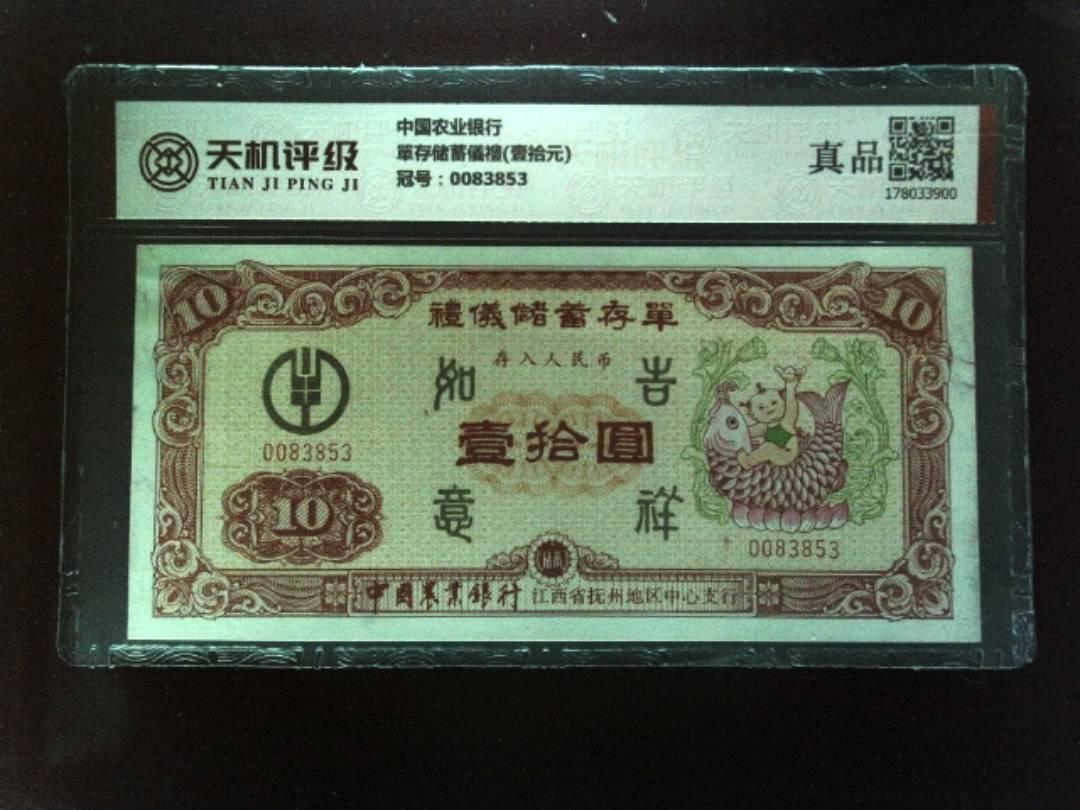 天机评级
TIAN JI PING JI
中国农业银行
單存储蓄儀禮(壹拾元)
冠号：0083853
真品
178033900
10
10
禮儀儲蓄存單
存入人民币
如
吉
0083853
壹拾圓
10
意
祥
0083853
中國農業銀行 江西省抚州地区中心支行